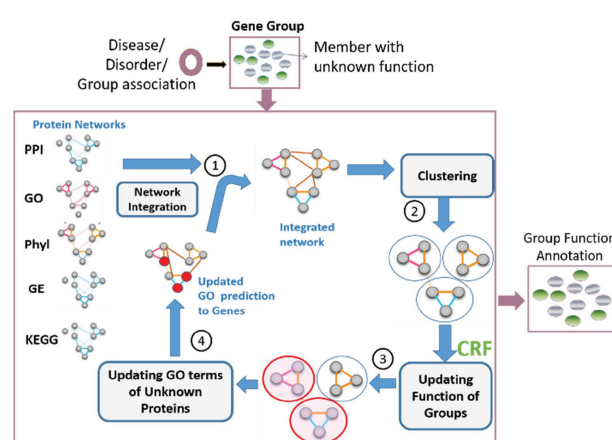 Gene Group
Disease/
Disorder/
Group association
Member with
unknown function
Protein Networks
PPI
GO
Phyl
GE
KEGG
1
Network
Integration
Integrated
network
Clustering
2
Group Function
Annotation
CRF
Updating
Function of
Groups
3
Updating GO terms
of Unknown
Proteins
4
Updated
GO prediction
to Genes